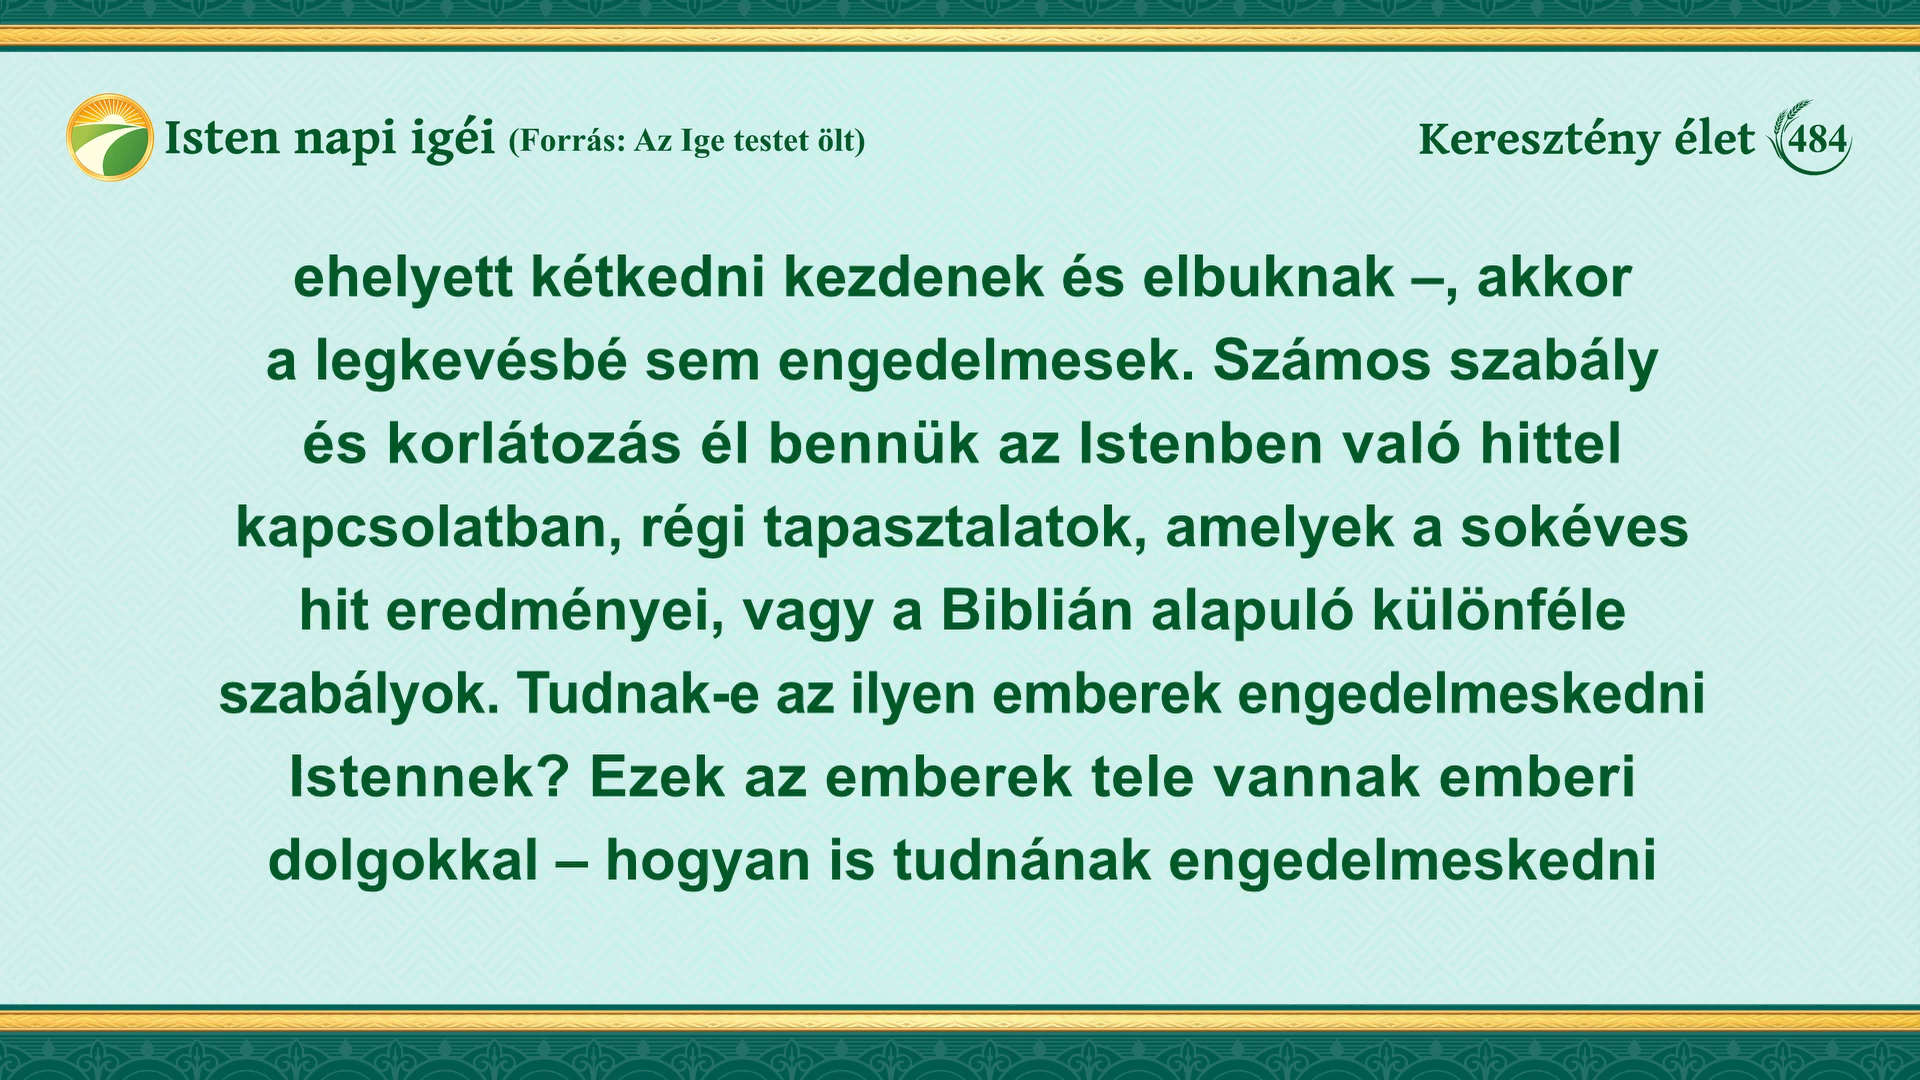 Isten napi igéi (Forrás: Az Ige testet ölt)
Keresztény élet 484
ehelyett kétkedni kezdenek és elbuknak –, akkor
a legkevésbé sem engedelmesek. Számos szabály
és korlátozás él bennük az Istenben való hittel
kapcsolatban, régi tapasztalatok, amelyek a sokéves
hit eredményei, vagy a Biblián alapuló különféle
szabályok. Tudnak-e az ilyen emberek engedelmeskedni
Istennek? Ezek az emberek tele vannak emberi
dolgokkal – hogyan is tudnának engedelmeskedni